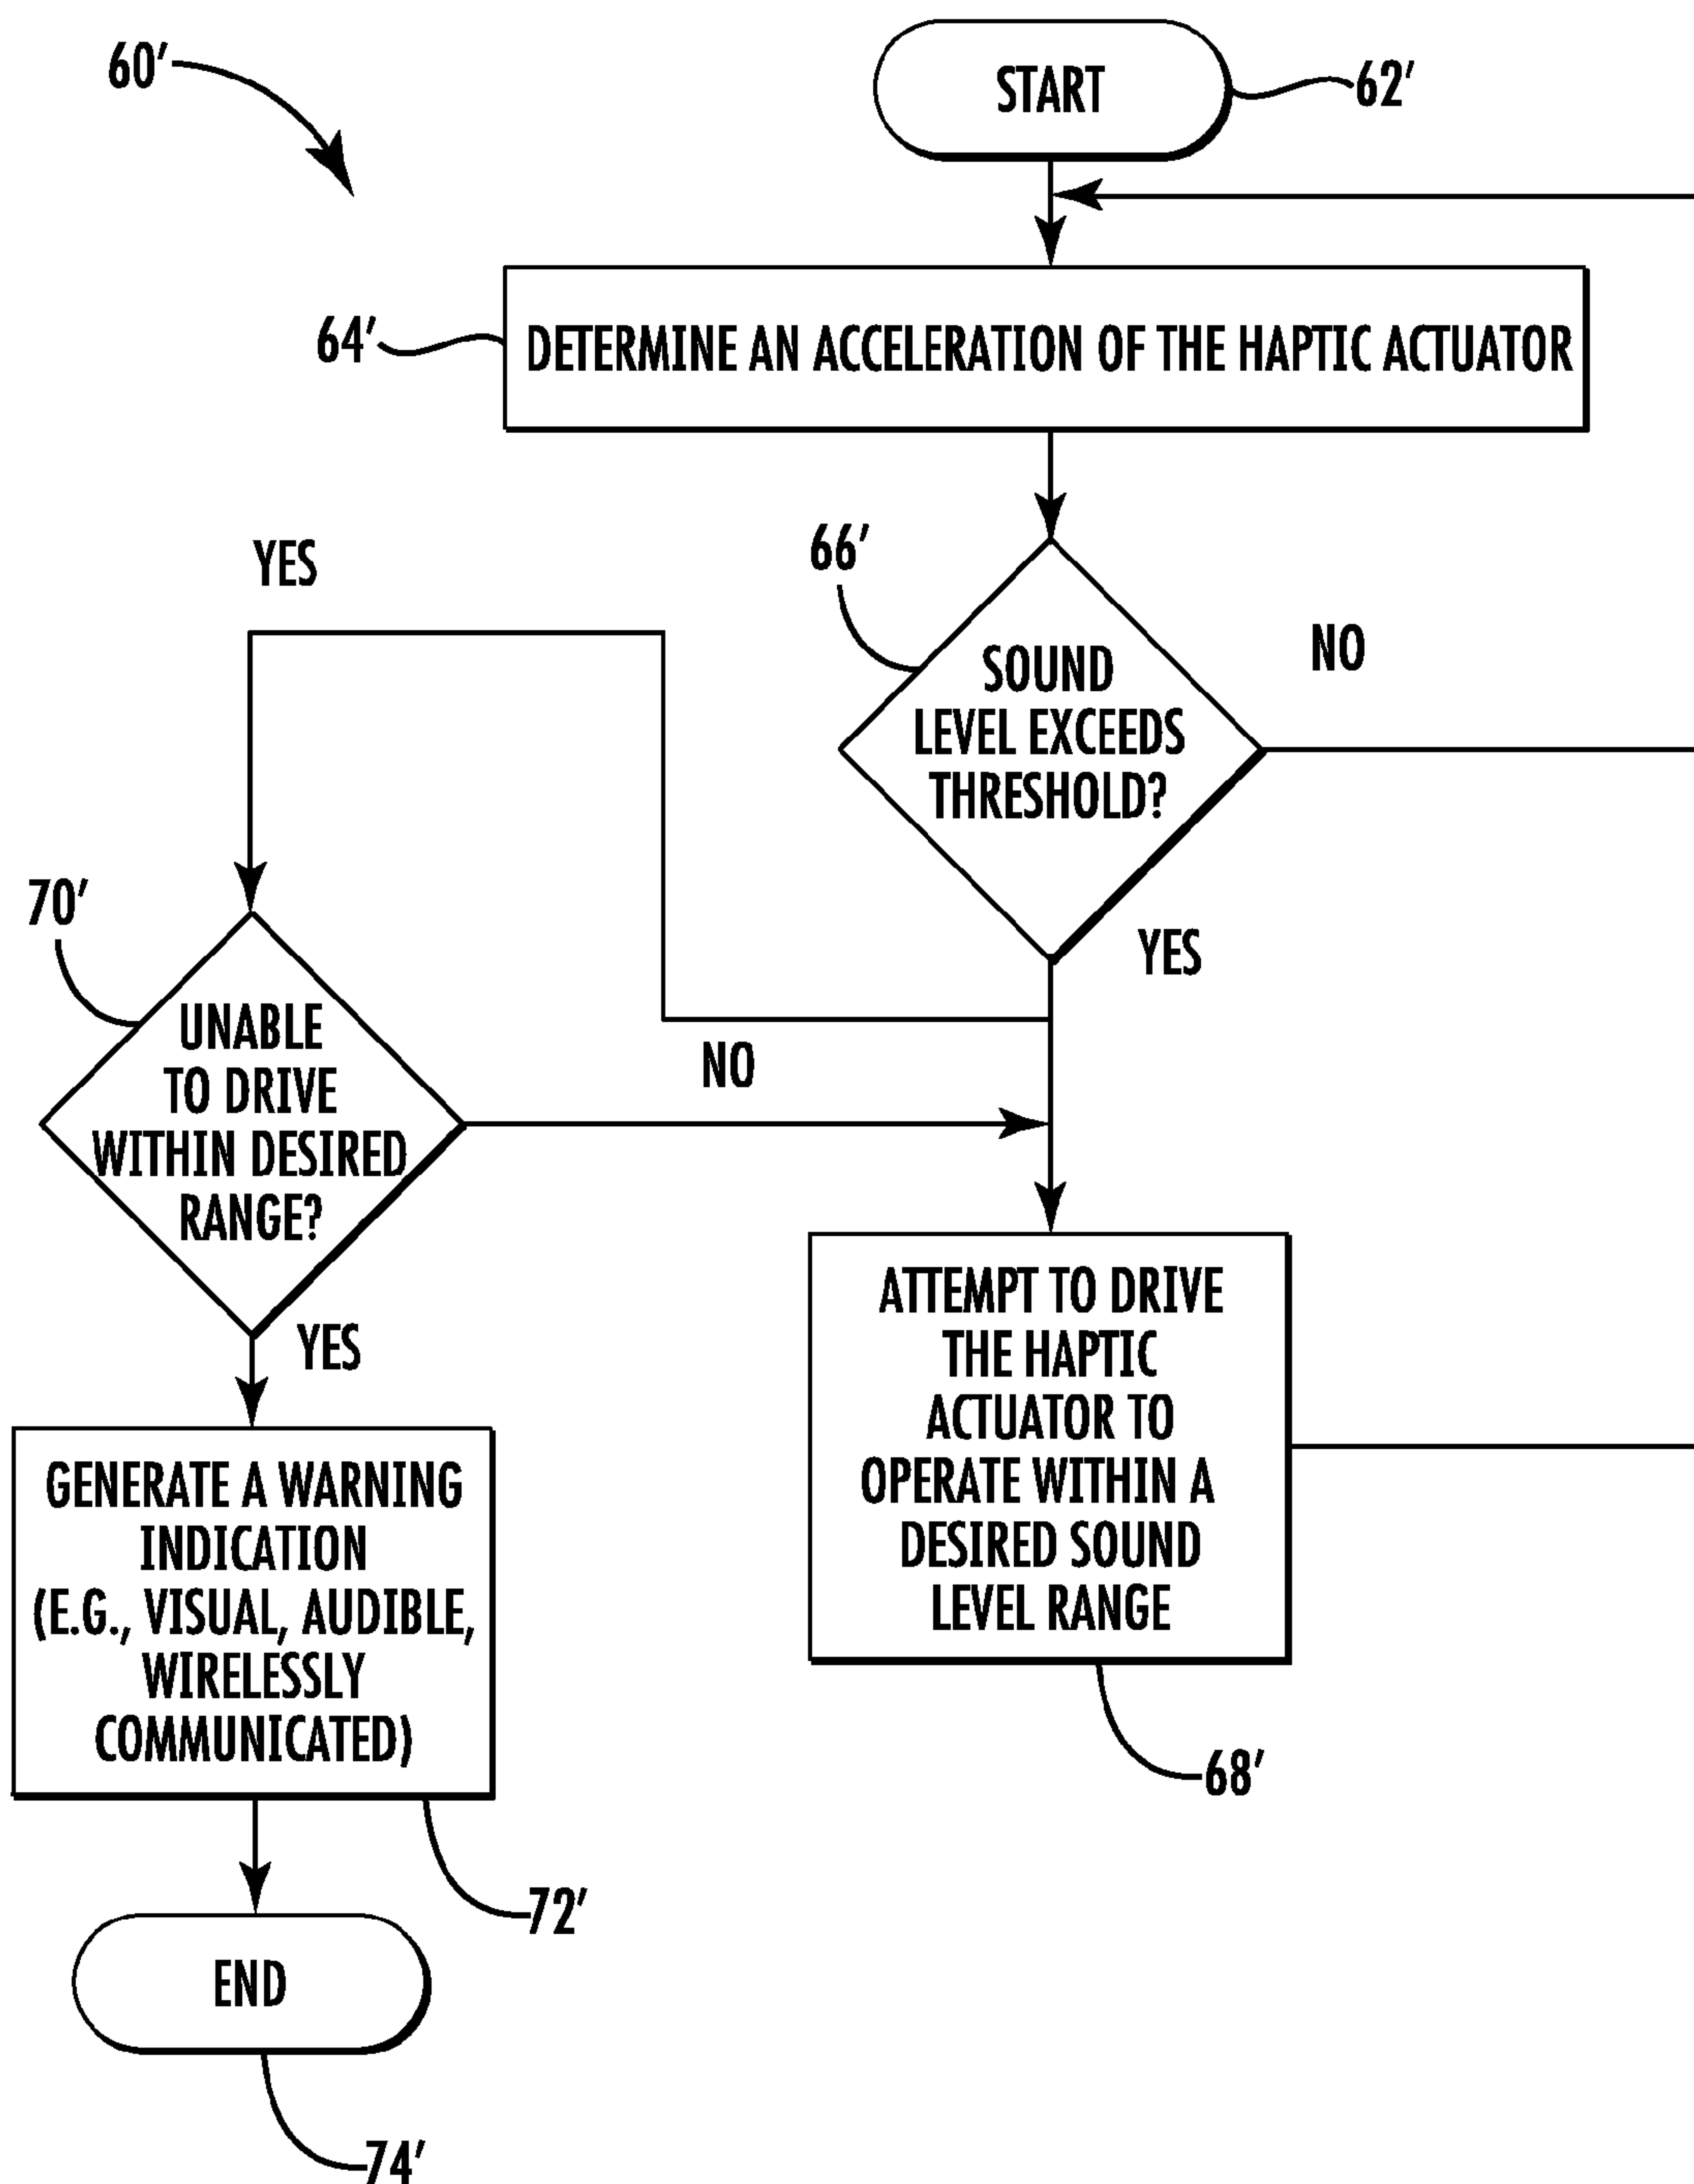 60′
START
62′
64′
DETERMINE AN ACCELERATION OF THE HAPTIC ACTUATOR
66′
YES
SOUND
LEVEL EXCEEDS
THRESHOLD?
NO
YES
70′
UNABLE
TO DRIVE
WITHIN DESIRED
RANGE?
NO
YES
ATTEMPT TO DRIVE
THE HAPTIC
ACTUATOR TO
OPERATE WITHIN A
DESIRED SOUND
LEVEL RANGE
68′
GENERATE A WARNING
INDICATION
(E.G., VISUAL, AUDIBLE,
WIRELESSLY
COMMUNICATED)
72′
END
74′